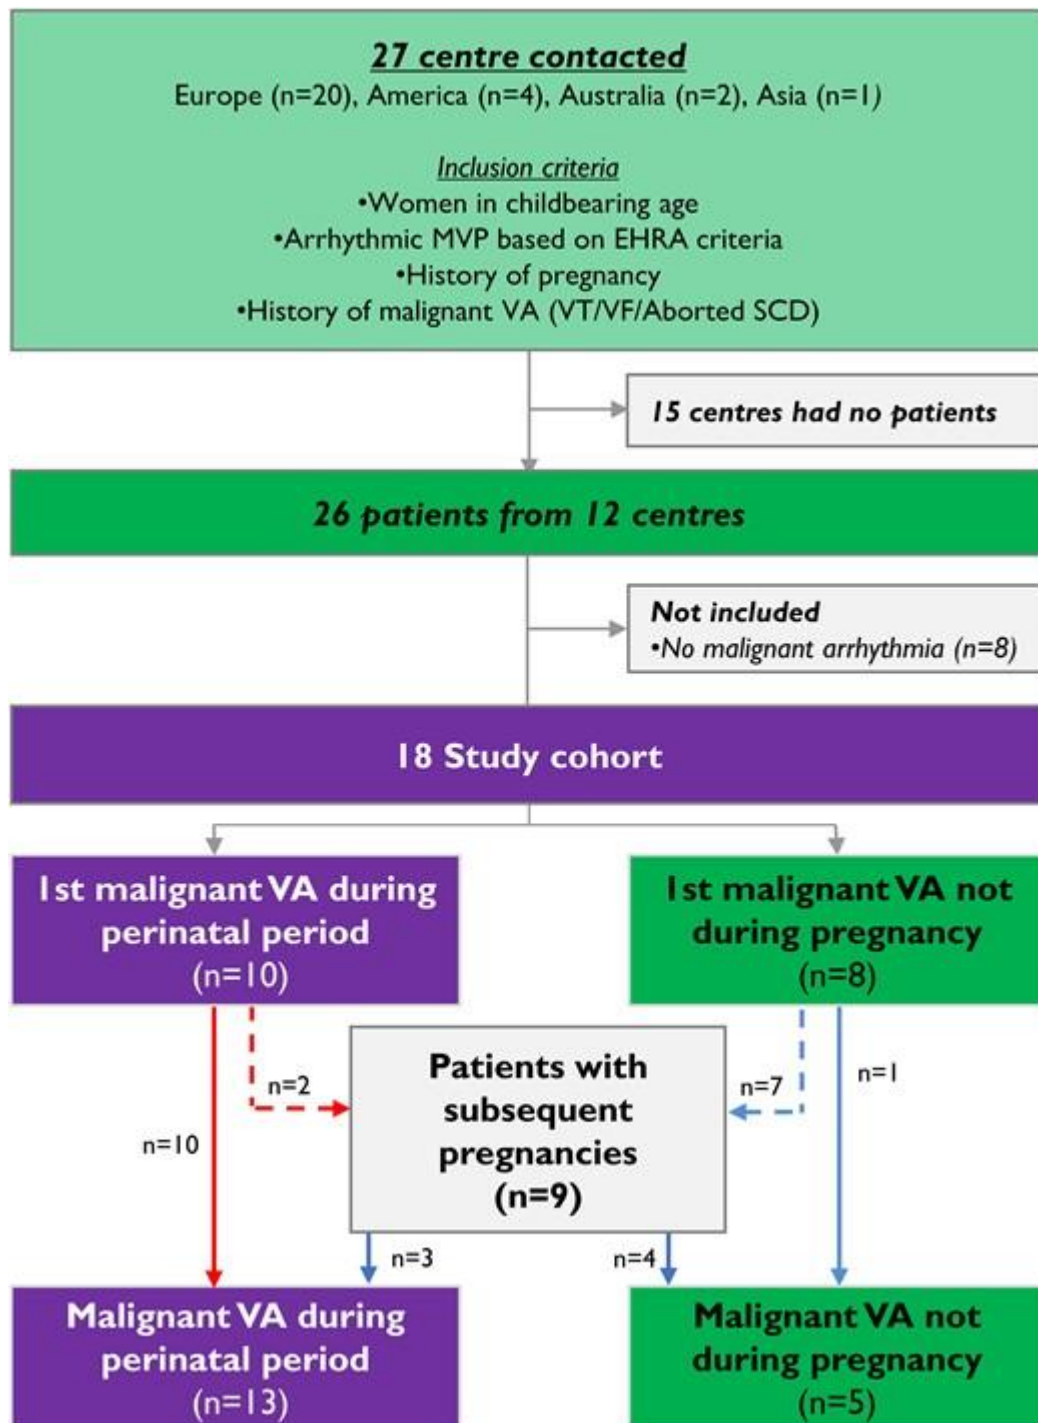 27 centre contacted
Europe (n=20), America (n=4), Australia (n=2), Asia (n=1)
Inclusion criteria
•Women in childbearing age
•Arrhythmic MVP based on EHRA criteria
•History of pregnancy
•History of malignant VA (VT/VF/Aborted SCD)
15 centres had no patients
26 patients from 12 centres
Not included
•No malignant arrhythmia (n=8)
18 Study cohort
1st malignant VA during
perinatal period
(n=10)
1st malignant VA not
during pregnancy
(n=8)
n=2
Patients with
subsequent
pregnancies
(n=9)
n=7
n=1
n=10
n=3
n=4
Malignant VA during
perinatal period
(n=13)
Malignant VA not
during pregnancy
(n=5)